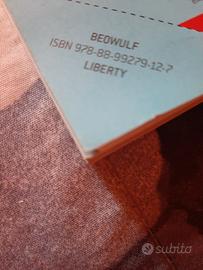 BEOWULF
ISBN 978-88-99279-12-7
LIBERTY
subito